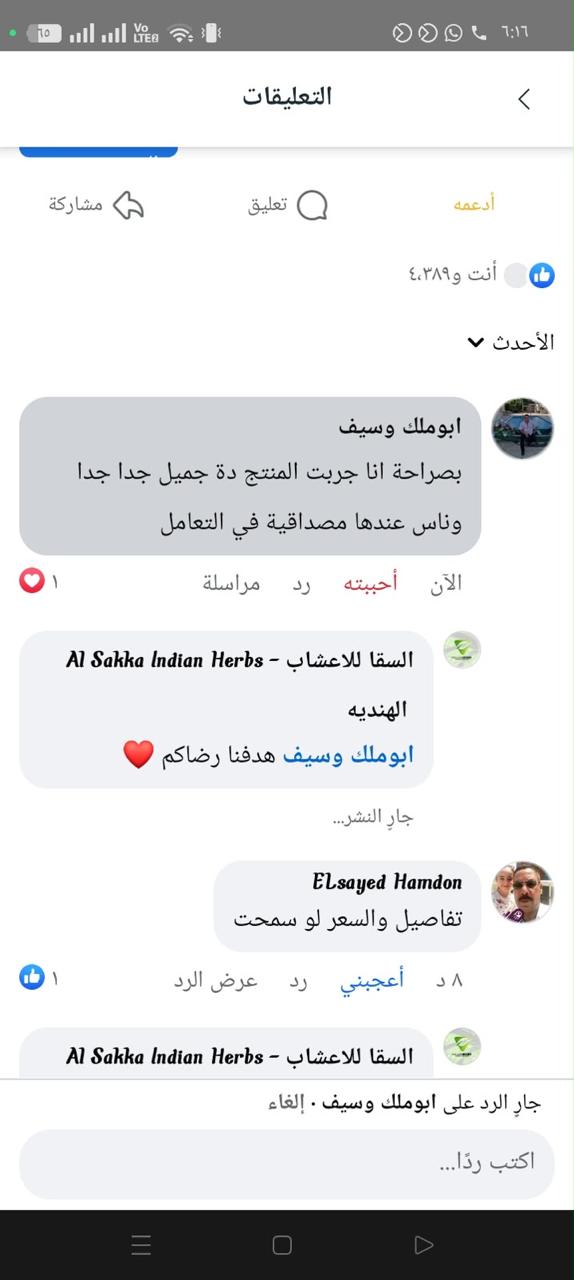 ٦:١٦
٦٥
Vo
LTE2
التعليقات
أدعمه
تعليق
مشاركة
أنت و٤،٣٨٩
الأحدث
ابوملك وسيف
بصراحة انا جربت المنتج دة جميل جدا جدا
وناس عندها مصداقية في التعامل
الآن أحببته رد مراسلة ١
السقا للاعشاب - Al Sakka Indian Herbs
الهنديه
ابوملك وسيف هدفنا رضاكم ❤️
جارٍ النشر...
ELsayed Hamdon
تفاصيل والسعر لو سمحت
٨ د أعجبني رد عرض الرد ١
السقا للاعشاب - Al Sakka Indian Herbs
جارِ الرد على ابوملك وسيف · إلغاء
اكتب ردًا...